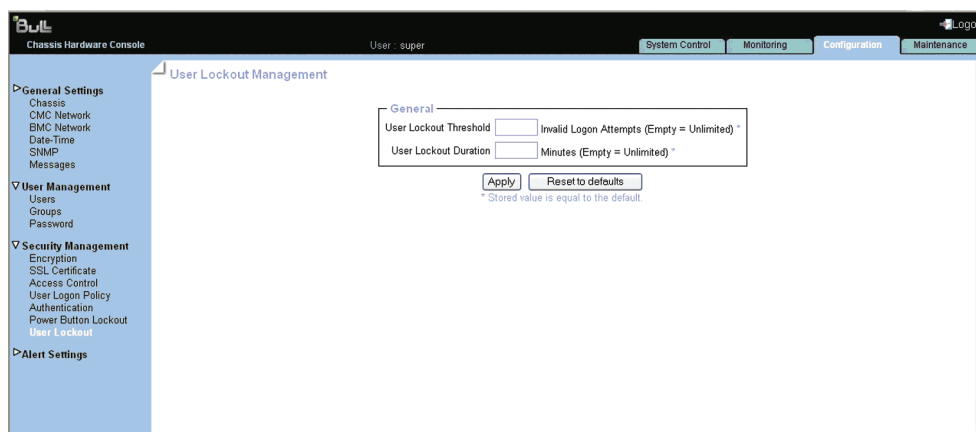 Bull
Logo
Chassis Hardware Console
User : super
System Control
Monitoring
Configuration
Maintenance
General Settings
Chassis
CMC Network
BMC Network
Date-Time
SNMP
Messages
User Management
Users
Groups
Password
Security Management
Encryption
SSL Certificate
Access Control
User Logon Policy
Authentication
Power Button Lockout
User Lockout
Alert Settings
User Lockout Management
General
User Lockout Threshold Invalid Logon Attempts (Empty = Unlimited) *
User Lockout Duration Minutes (Empty = Unlimited) *
Apply Reset to defaults
* Stored value is equal to the default.